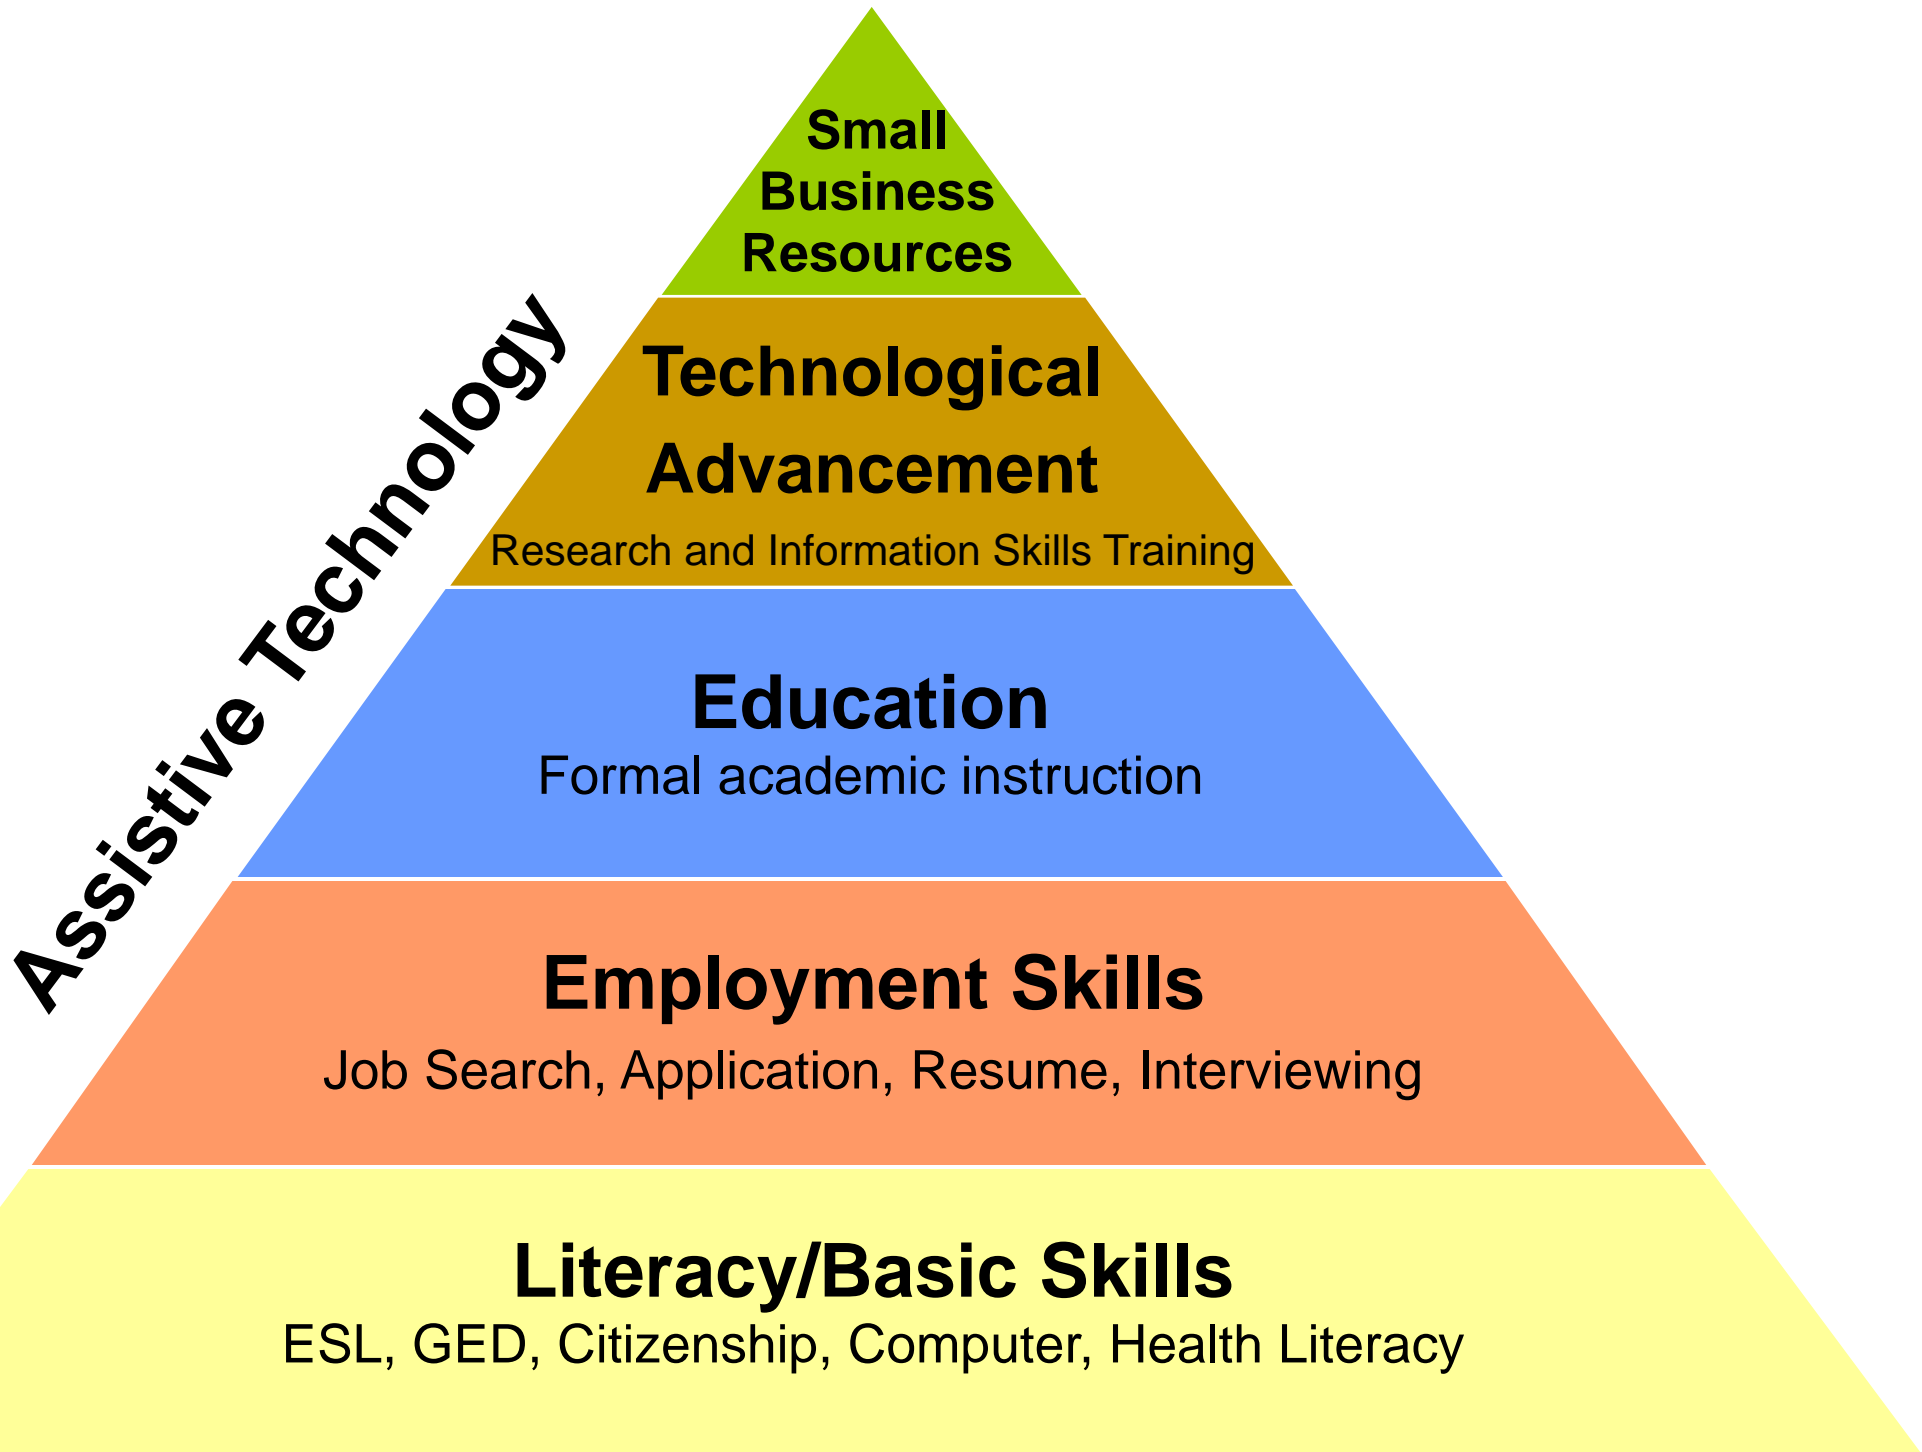 Small
Business
Resources
Technological
Advancement
Research and Information Skills Training
Assistive Technology
Education
Formal academic instruction
Employment Skills
Job Search, Application, Resume, Interviewing
Literacy/Basic Skills
ESL, GED, Citizenship, Computer, Health Literacy